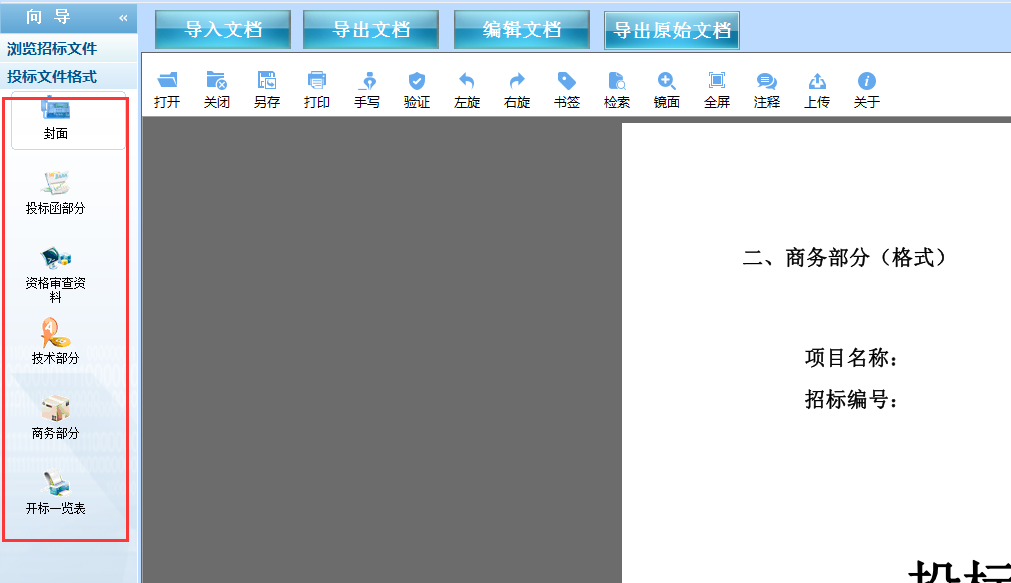 向 导 «
导入文档 导出文档 编辑文档 导出原始文档
浏览招标文件
投标文件格式
打开 关闭 另存 打印 手写 验证 左旋 右旋 书签 检索 镜面 全屏 注释 上传 关于
封面
投标函部分
资格审查资
料
技术部分
商务部分
开标一览表
二、商务部分（格式）
项目名称：
招标编号：
投标